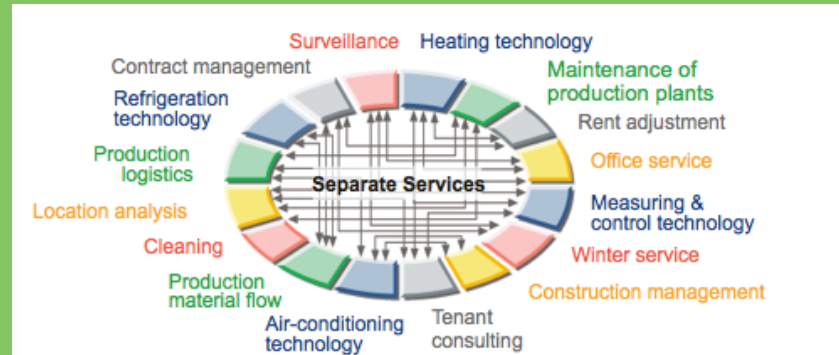 Surveillance
Heating technology
Contract management
Maintenance of
production plants
Refrigeration
technology
Rent adjustment
Production
logistics
Office service
Separate Services
Location analysis
Measuring &
control technology
Cleaning
Winter service
Production
material flow
Construction management
Air-conditioning
technology
Tenant
consulting